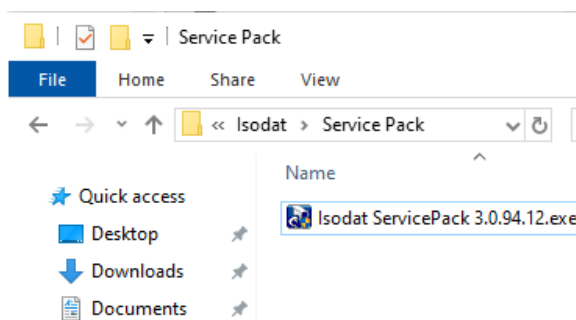 Service Pack
File Home Share View
« Isodat › Service Pack
Name
Quick access
Isodat ServicePack 3.0.94.12.exe
Desktop
Downloads
Documents